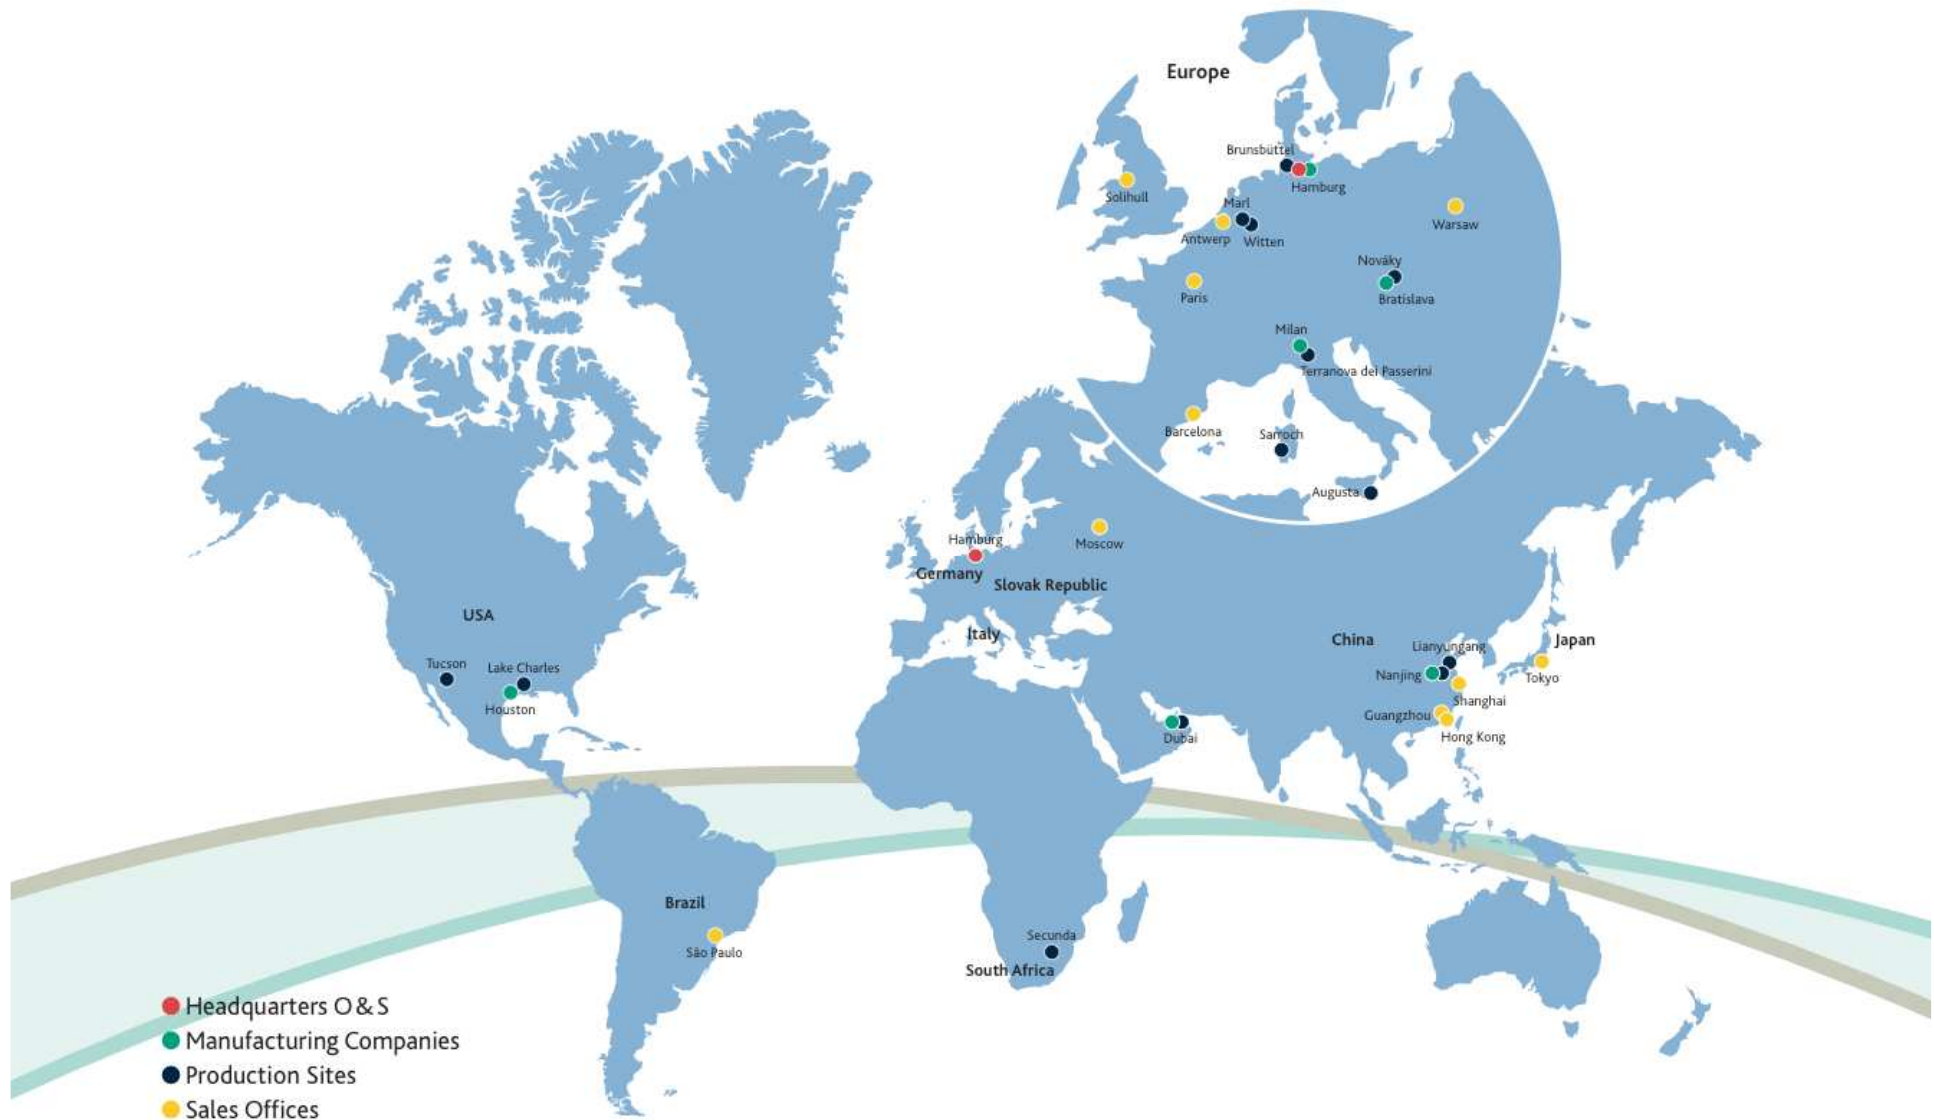 Europe
Brunsbüttel
Hamburg
Solihull
Marl
Antwerp
Witten
Warsaw
Nováky
Bratislava
Paris
Milan
Terranova dei Passerini
Barcelona
Sarroch
Augusta
Hamburg
Germany
Moscow
Slovak Republic
Italy
USA
Tucson
Lake Charles
Houston
China
Lianyungang
Japan
Nanjing
Tokyo
Shanghai
Guangzhou
Hong Kong
Dubai
Brazil
São Paulo
Secunda
South Africa
Headquarters O & S
Manufacturing Companies
Production Sites
Sales Offices